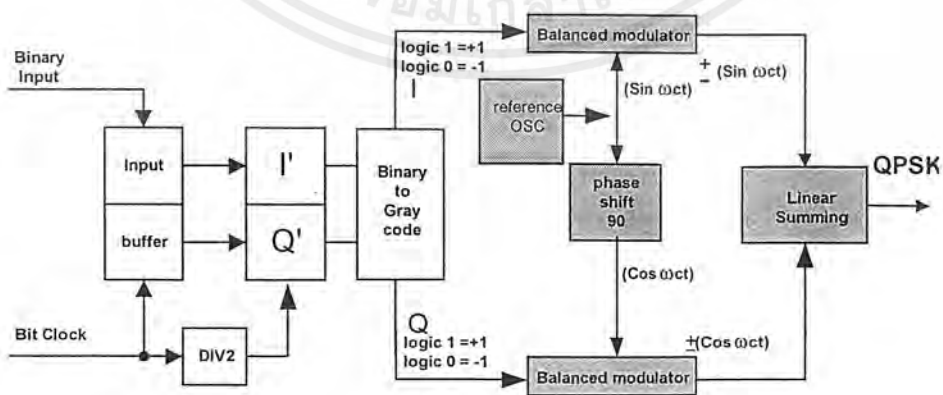 Binary
Input
Input
buffer
Bit Clock
DIV2
I'
Q'
Binary
to
Gray
code
logic 1 =+1
logic 0 = -1
I
Q
logic 1 =+1
logic 0 = -1
reference
OSC
Balanced modulator
(Sin ωct)
± (Sin ωct)
phase
shift
90
(Cos ωct)
±(Cos ωct)
Balanced modulator
Linear
Summing
QPSK